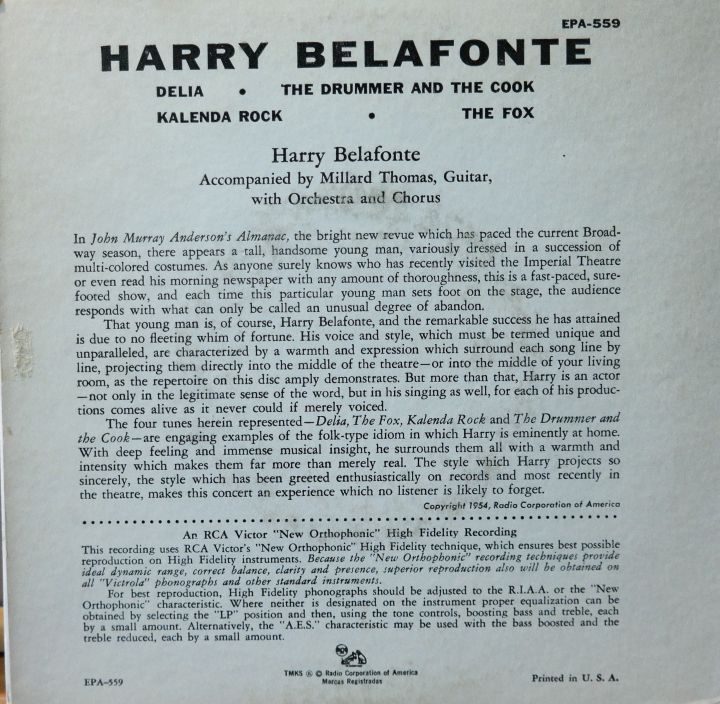 EPA-559
HARRY BELAFONTE
DELIA • THE DRUMMER AND THE COOK
KALENDA ROCK • THE FOX
Harry Belafonte
Accompanied by Millard Thomas, Guitar,
with Orchestra and Chorus
In John Murray Anderson's Almanac, the bright new revue which has paced the current Broad-
way season, there appears a tall, handsome young man, variously dressed in a succession of
multi-colored costumes. As anyone surely knows who has recently visited the Imperial Theatre
or even read his morning newspaper with any amount of thoroughness, this is a fast-paced, sure-
footed show, and each time this particular young man sets foot on the stage, the audience
responds with what can only be called an unusual degree of abandon.
That young man is, of course, Harry Belafonte, and the remarkable success he has attained
is due to no fleeting whim of fortune. His voice and style, which must be termed unique and
unparalleled, are characterized by a warmth and expression which surround each song line by
line, projecting them directly into the middle of the theatre—or into the middle of your living
room, as the repertoire on this disc amply demonstrates. But more than that, Harry is an actor
—not only in the legitimate sense of the word, but in his singing as well, for each of his produc-
tions comes alive as it never could if merely voiced.
The four tunes herein represented—Delia, The Fox, Kalenda Rock and The Drummer and
the Cook—are engaging examples of the folk-type idiom in which Harry is eminently at home.
With deep feeling and immense musical insight, he surrounds them all with a warmth and
intensity which makes them far more than merely real. The style which Harry projects so
sincerely, the style which has been greeted enthusiastically on records and most recently in
the theatre, makes this concert an experience which no listener is likely to forget.
Copyright 1954, Radio Corporation of America
An RCA Victor "New Orthophonic" High Fidelity Recording
This recording uses RCA Victor's "New Orthophonic" High Fidelity technique, which ensures best possible
reproduction on High Fidelity instruments. Because the "New Orthophonic" recording techniques provide
ideal dynamic range, correct balance, clarity and presence, superior reproduction also will be obtained on
all "Victrola" phonographs and other standard instruments.
For best reproduction, High Fidelity phonographs should be adjusted to the R.I.A.A. or the "New
Orthophonic" characteristic. Where neither is designated on the instrument proper equalization can be
obtained by selecting the "LP" position and then, using the tone controls, boosting bass and treble, each
by a small amount. Alternatively, the "A.E.S." characteristic may be used with the bass boosted and the
treble reduced, each by a small amount.
RCA
TMKS ® © Radio Corporation of America
Marcas Registradas
EPA-559
Printed in U. S. A.